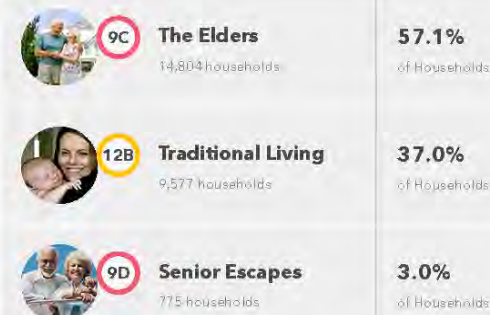 9C The Elders 57.1%
14,804 households of Households
12B Traditional Living 37.0%
9,577 households of Households
9D Senior Escapes 3.0%
775 households of Households